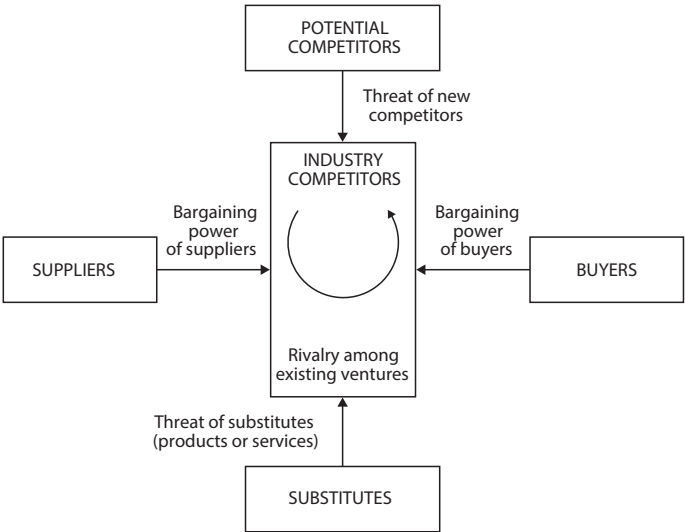 POTENTIAL
COMPETITORS
Threat of new
competitors
INDUSTRY
COMPETITORS
Bargaining
power
of suppliers
Bargaining
power
of buyers
SUPPLIERS
BUYERS
Rivalry among
existing ventures
Threat of substitutes
(products or services)
SUBSTITUTES